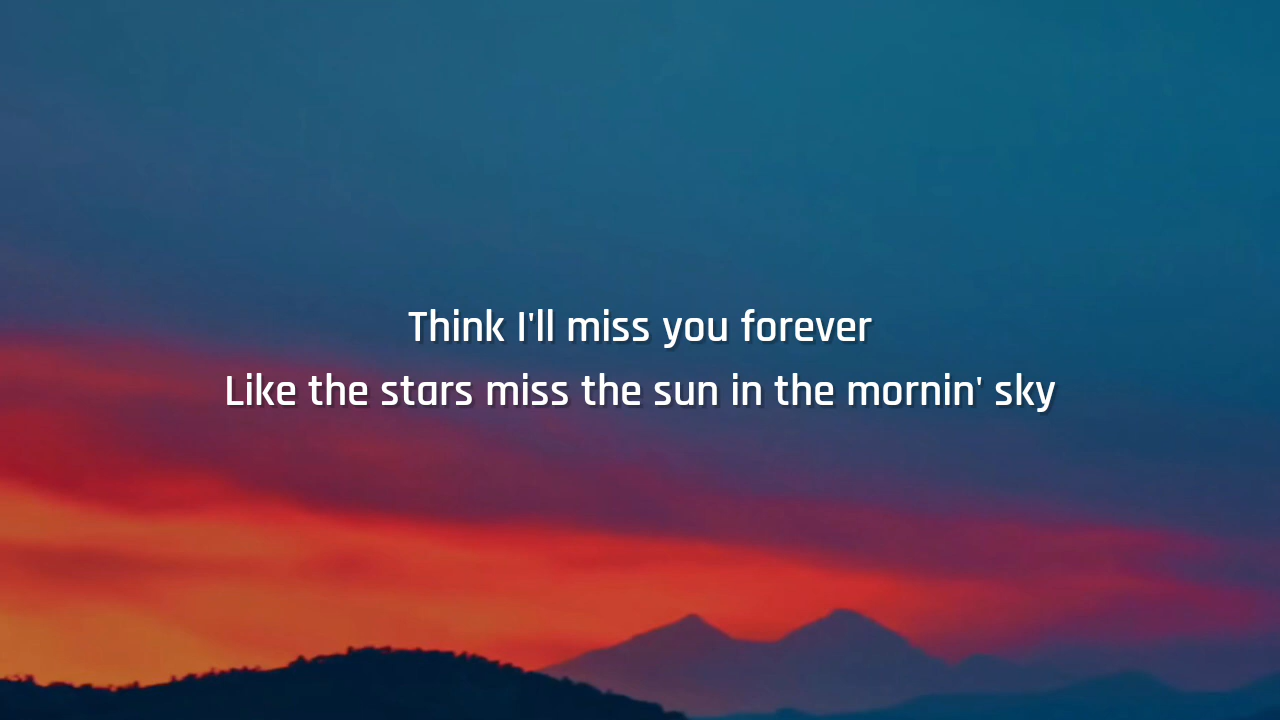 Think I'll miss you forever
Like the stars miss the sun in the mornin' sky